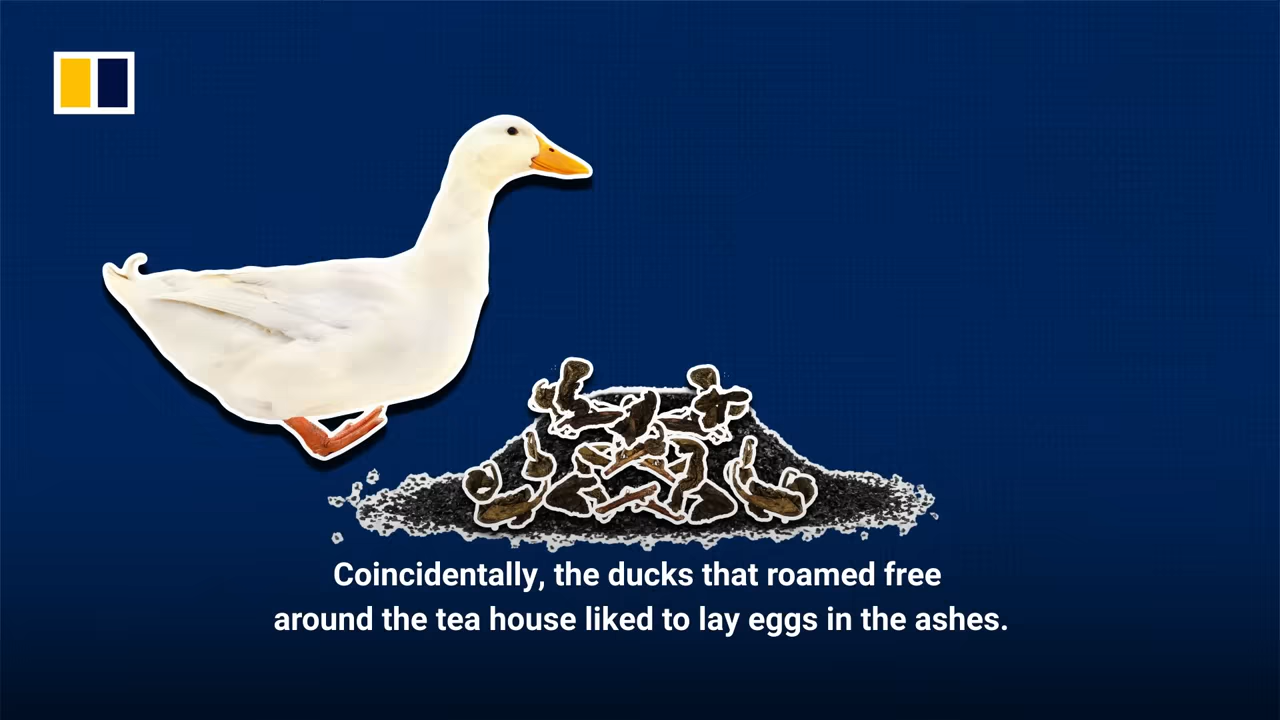 Coincidentally, the ducks that roamed free
around the tea house liked to lay eggs in the ashes.